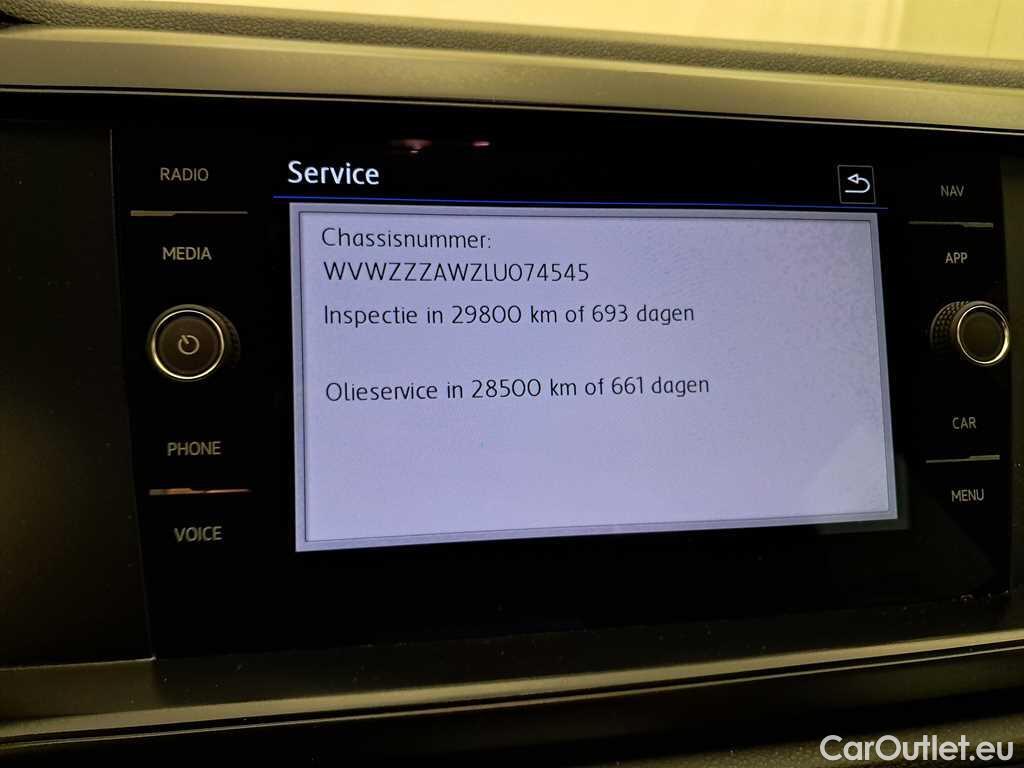 Service
RADIO
MEDIA
PHONE
VOICE
Chassisnummer:
WVWZZZAWZLU074545
Inspectie in 29800 km of 693 dagen
Olieservice in 28500 km of 661 dagen
NAV
APP
CAR
MENU
CarOutlet.eu